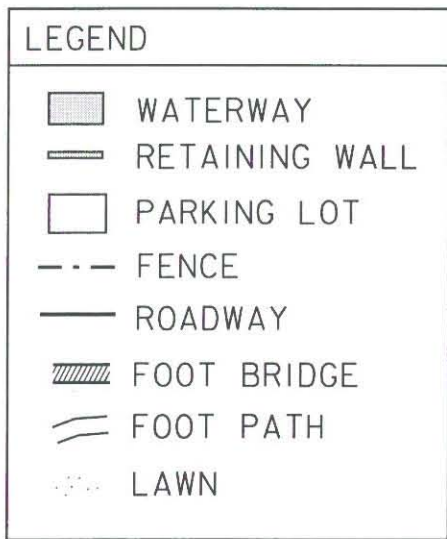 LEGEND
WATERWAY
RETAINING WALL
PARKING LOT
FENCE
ROADWAY
FOOT BRIDGE
FOOT PATH
LAWN